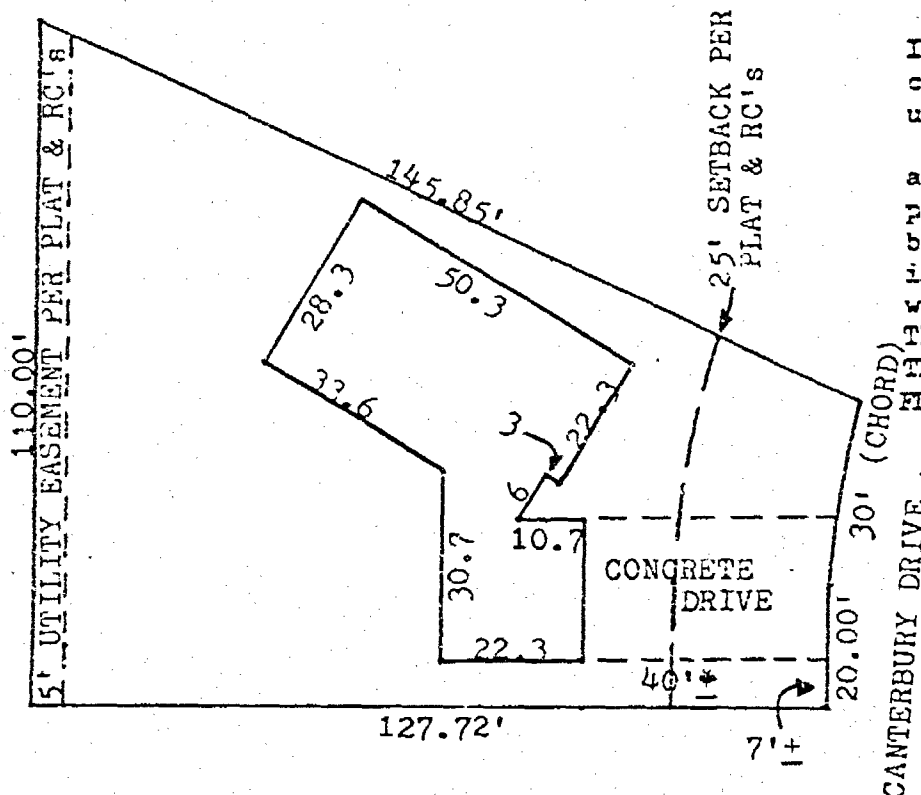 110.00'
5' UTILITY EASEMENT PER PLAT & RC's
145.85'
25' SETBACK PER
PLAT & RC's
28.3
50.3
33.6
3
22.3
6
10.7
30.7
CONCRETE
DRIVE
22.3
40'±
127.72'
7'±
20.00'
30' (CHORD)
CANTERBURY DRIVE